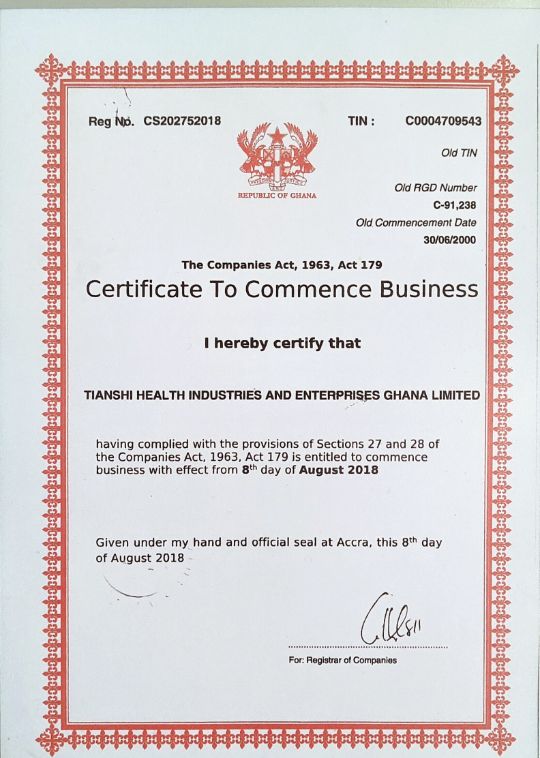 Reg No. CS202752018
TIN : C0004709543
REPUBLIC OF GHANA
Old TIN
Old RGD Number
C-91,238
Old Commencement Date
30/06/2000
The Companies Act, 1963, Act 179
Certificate To Commence Business
I hereby certify that
TIANSHI HEALTH INDUSTRIES AND ENTERPRISES GHANA LIMITED
having complied with the provisions of Sections 27 and 28 of
the Companies Act, 1963, Act 179 is entitled to commence
business with effect from 8th day of August 2018
Given under my hand and official seal at Accra, this 8th day
of August 2018
For: Registrar of Companies